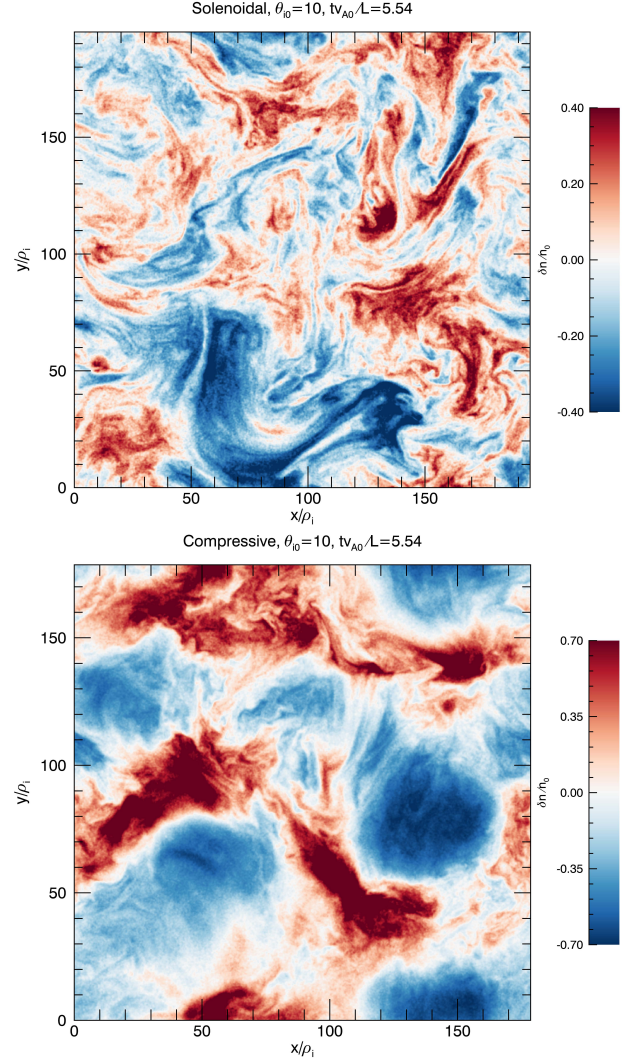 Solenoidal, θi0=10, tvA0/L=5.54
y/ρi
150
100
50
0
0 50 100 150
x/ρi
0.40
0.20
0.00
-0.20
-0.40
δn/n0
Compressive, θi0=10, tvA0/L=5.54
y/ρi
150
100
50
0
0 50 100 150
x/ρi
0.70
0.35
0.00
-0.35
-0.70
δn/n0